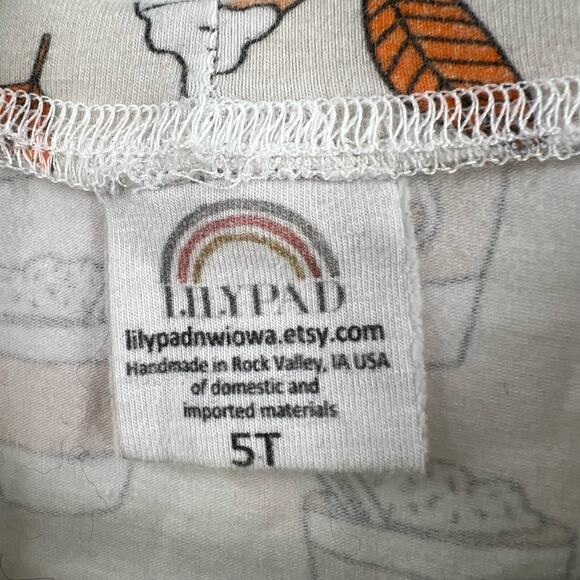 LILYPAD
lilypadnwiowa.etsy.com
Handmade in Rock Valley, IA USA
of domestic and
imported materials
5T